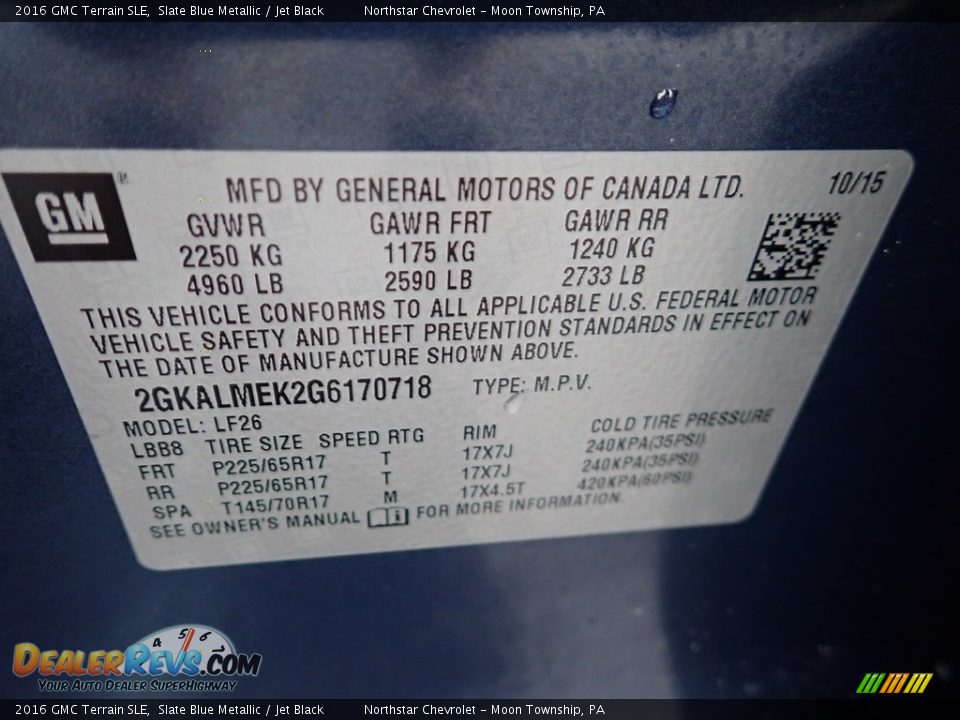 2016 GMC Terrain SLE, Slate Blue Metallic / Jet Black Northstar Chevrolet - Moon Township, PA
GM ®
MFD BY GENERAL MOTORS OF CANADA LTD. 10/15
GVWR GAWR FRT GAWR RR
2250 KG 1175 KG 1240 KG
4960 LB 2590 LB 2733 LB
THIS VEHICLE CONFORMS TO ALL APPLICABLE U.S. FEDERAL MOTOR
VEHICLE SAFETY AND THEFT PREVENTION STANDARDS IN EFFECT ON
THE DATE OF MANUFACTURE SHOWN ABOVE.
2GKALMEK2G6170718 TYPE: M.P.V.
MODEL: LF26
LBB8 TIRE SIZE SPEED RTG RIM COLD TIRE PRESSURE
FRT P225/65R17 T 17X7J 240KPA(35PSI)
RR P225/65R17 T 17X7J 240KPA(35PSI)
SPA T145/70R17 M 17X4.5T 420KPA(60PSI)
SEE OWNER'S MANUAL FOR MORE INFORMATION.
4 5 6
DEALERREVS.COM
YOUR AUTO DEALER SUPERHIGHWAY
2016 GMC Terrain SLE, Slate Blue Metallic / Jet Black Northstar Chevrolet - Moon Township, PA